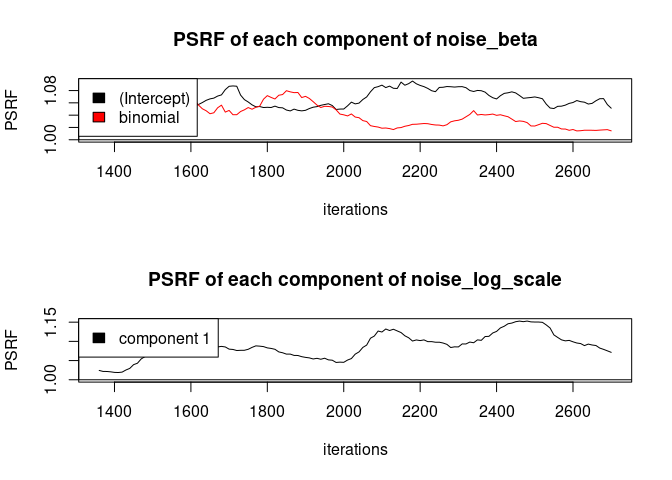 PSRF of each component of noise_beta
PSRF
1.00 1.08
(Intercept)
binomial
1400 1600 1800 2000 2200 2400 2600
iterations
PSRF of each component of noise_log_scale
PSRF
1.00 1.15
component 1
1400 1600 1800 2000 2200 2400 2600
iterations